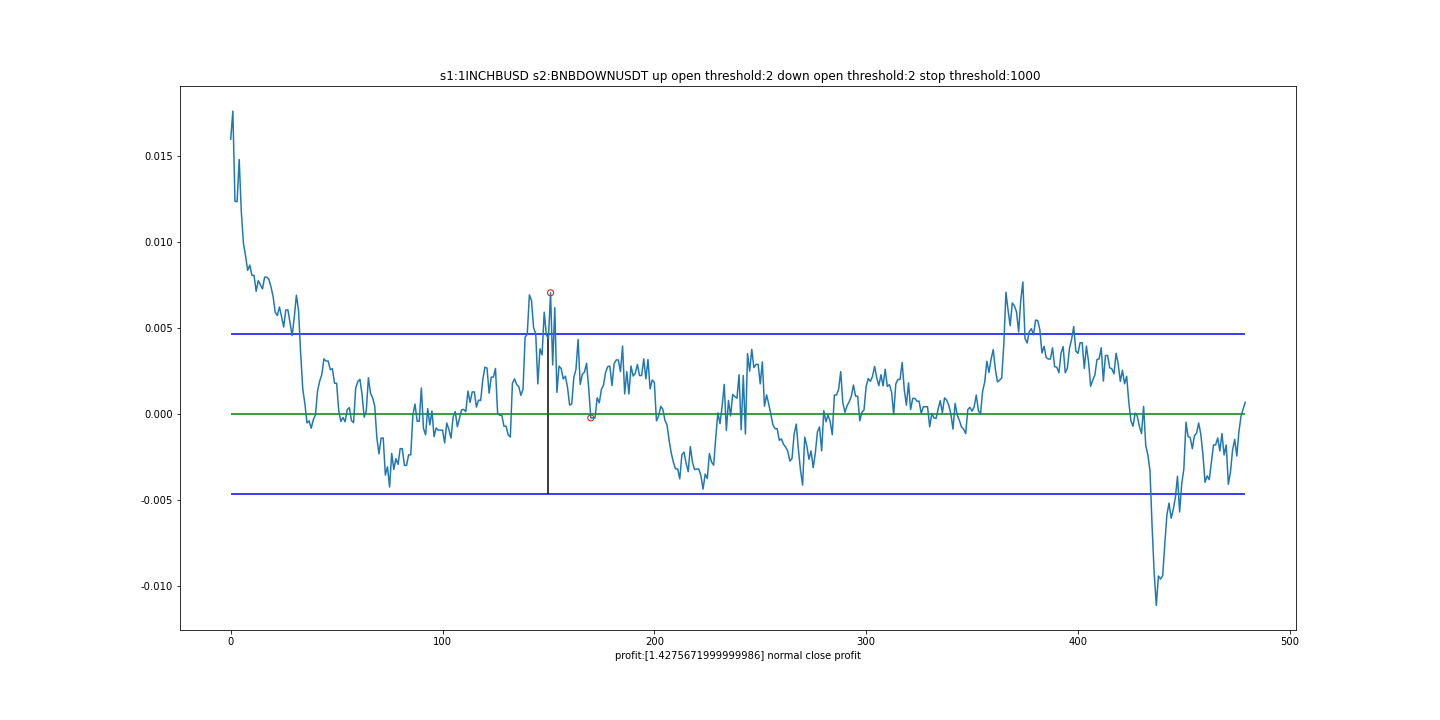 s1:1INCHBUSD s2:BNBDOWNUSDT up open threshold:2 down open threshold:2 stop threshold:1000
0.015
0.010
0.005
0.000
-0.005
-0.010
0 100 200 300 400 500
profit:[1.4275671999999986] normal close profit